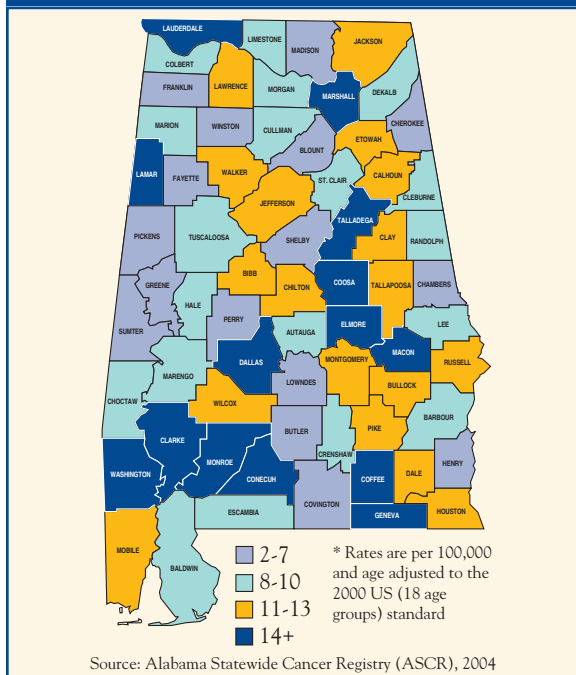 LAUDERDALE
LIMESTONE
MADISON
JACKSON
COLBERT
FRANKLIN
LAWRENCE
MORGAN
MARSHALL
DEKALB
MARION
WINSTON
CULLMAN
BLOUNT
ETOWAH
CHEROKEE
LAMAR
FAYETTE
WALKER
JEFFERSON
ST. CLAIR
CALHOUN
CLEBURNE
TALLADEGA
PICKENS
TUSCALOOSA
SHELBY
CLAY
RANDOLPH
BIBB
COOSA
GREENE
HALE
CHILTON
TALLAPOOSA
CHAMBERS
SUMTER
PERRY
AUTAUGA
ELMORE
LEE
DALLAS
MONTGOMERY
MACON
RUSSELL
MARENGO
LOWNDES
BULLOCK
CHOCTAW
WILCOX
BARBOUR
CLARKE
BUTLER
CRENSHAW
PIKE
WASHINGTON
MONROE
CONECUH
COFFEE
DALE
HENRY
COVINGTON
GENEVA
HOUSTON
ESCAMBIA
MOBILE
BALDWIN
2-7
8-10
11-13
14+
* Rates are per 100,000
and age adjusted to the
2000 US (18 age
groups) standard
Source: Alabama Statewide Cancer Registry (ASCR), 2004